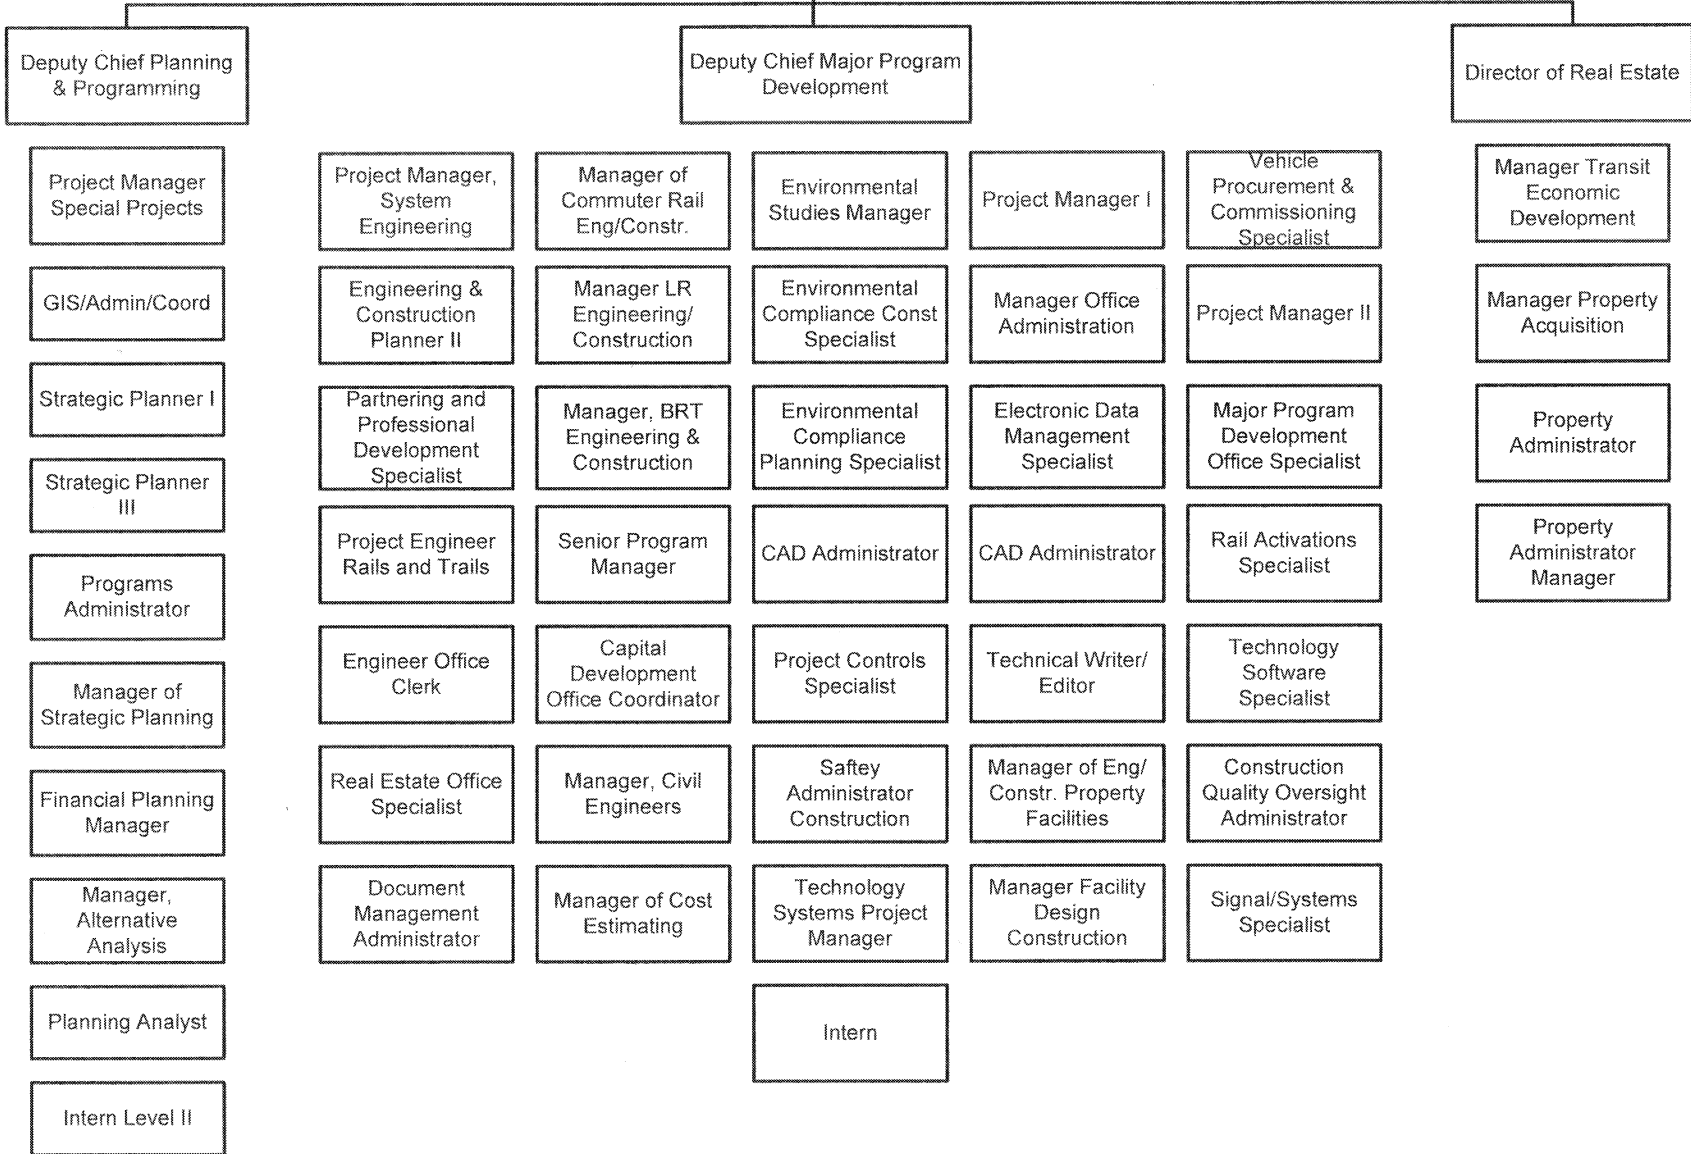 Deputy Chief Planning
& Programming
Deputy Chief Major Program
Development
Director of Real Estate
Project Manager
Special Projects
GIS/Admin/Coord
Strategic Planner I
Strategic Planner
III
Programs
Administrator
Manager of
Strategic Planning
Financial Planning
Manager
Manager,
Alternative
Analysis
Planning Analyst
Intern Level II
Project Manager,
System
Engineering
Engineering &
Construction
Planner II
Partnering and
Professional
Development
Specialist
Project Engineer
Rails and Trails
Engineer Office
Clerk
Real Estate Office
Specialist
Document
Management
Administrator
Manager of
Commuter Rail
Eng/Constr.
Manager LR
Engineering/
Construction
Manager, BRT
Engineering &
Construction
Senior Program
Manager
Capital
Development
Office Coordinator
Manager, Civil
Engineers
Manager of Cost
Estimating
Environmental
Studies Manager
Environmental
Compliance Const
Specialist
Environmental
Compliance
Planning Specialist
CAD Administrator
Project Controls
Specialist
Saftey
Administrator
Construction
Technology
Systems Project
Manager
Intern
Project Manager I
Manager Office
Administration
Electronic Data
Management
Specialist
CAD Administrator
Technical Writer/
Editor
Manager of Eng/
Constr. Property
Facilities
Manager Facility
Design
Construction
Vehicle
Procurement &
Commissioning
Specialist
Project Manager II
Major Program
Development
Office Specialist
Rail Activations
Specialist
Technology
Software
Specialist
Construction
Quality Oversight
Administrator
Signal/Systems
Specialist
Manager Transit
Economic
Development
Manager Property
Acquisition
Property
Administrator
Property
Administrator
Manager